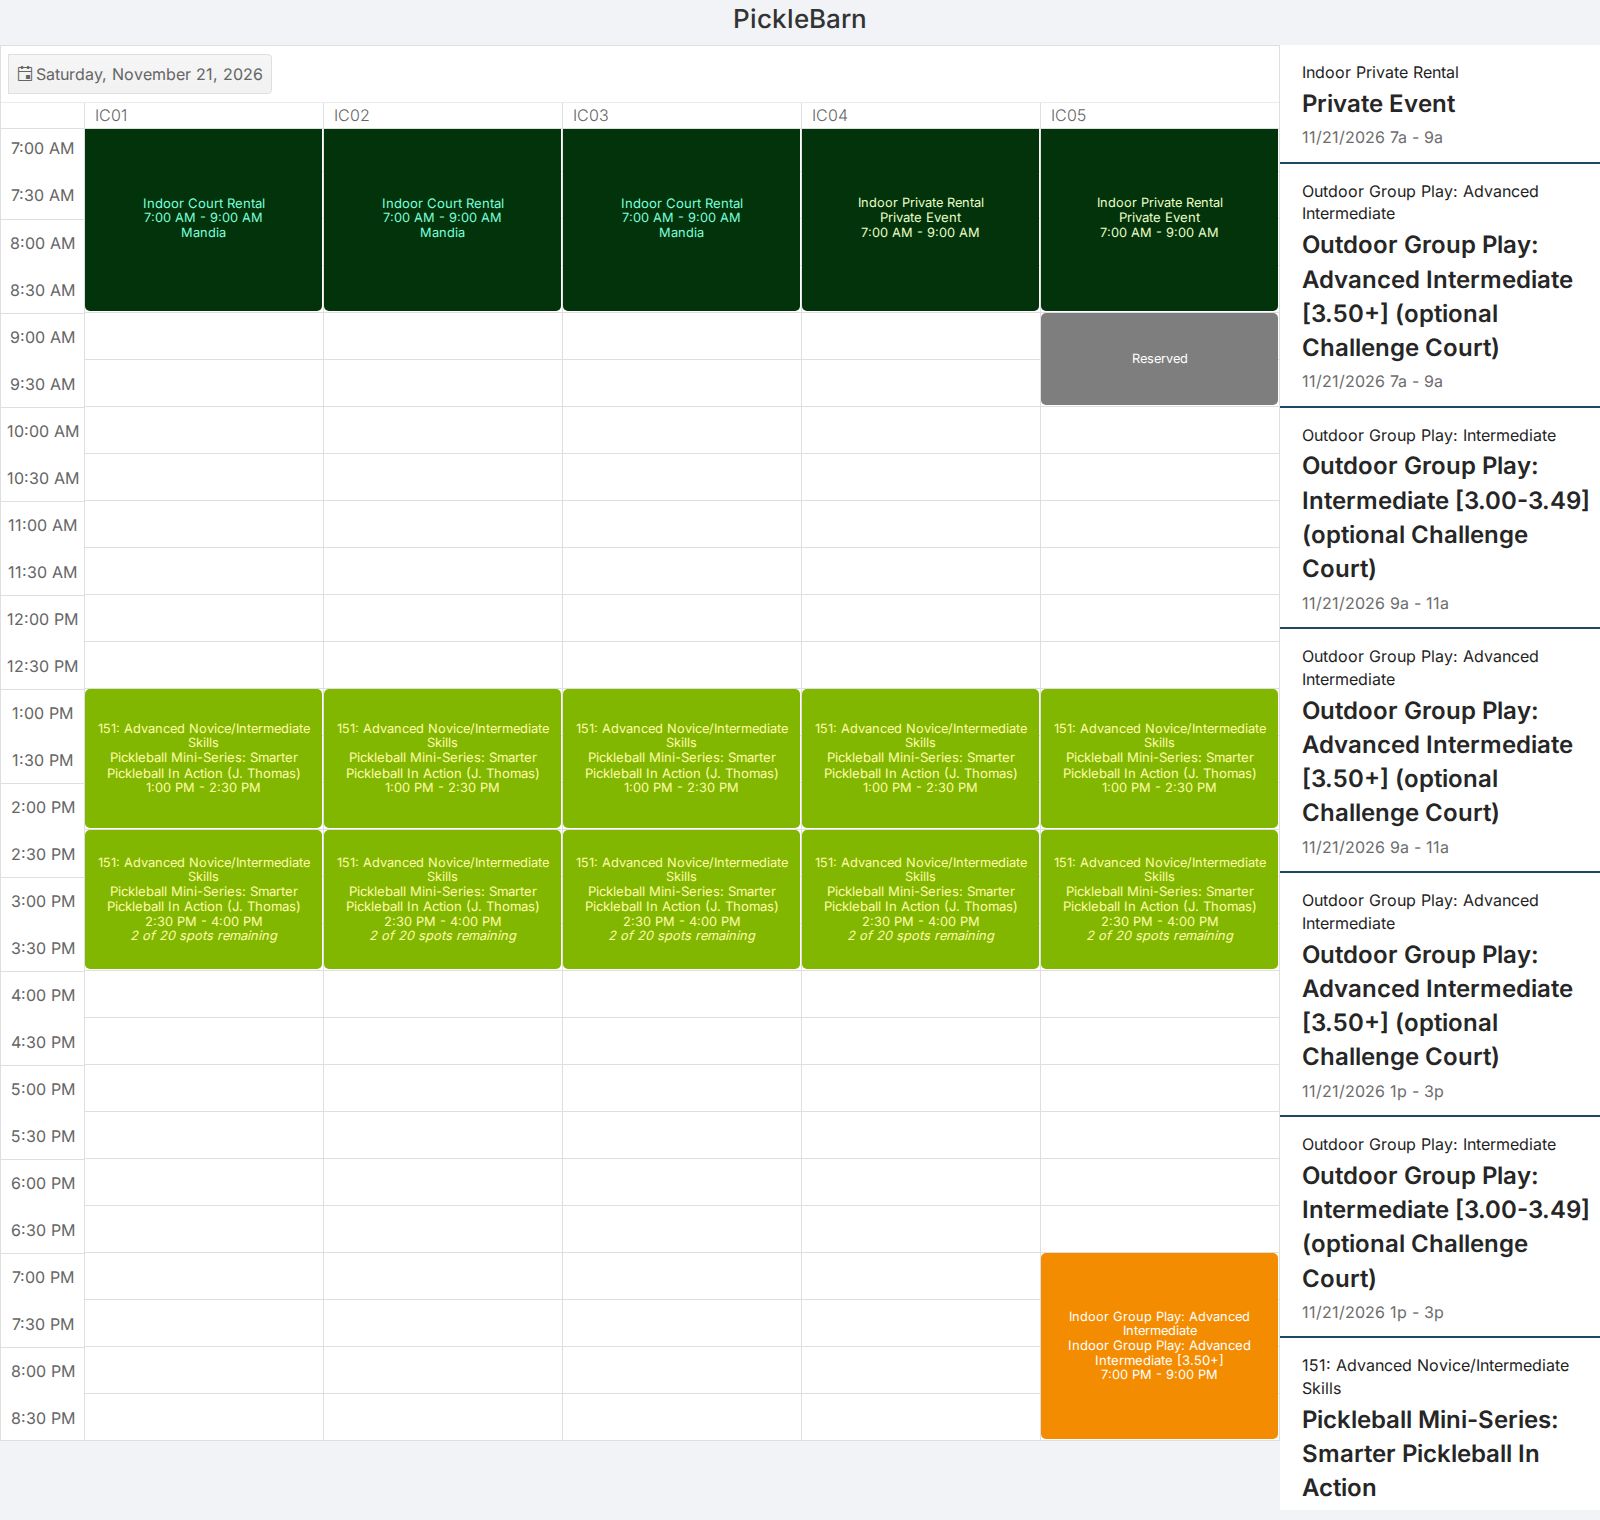 PickleBarn
Saturday, November 21, 2026
IC01
IC02
IC03
IC04
IC05
7:00 AM
7:30 AM
8:00 AM
8:30 AM
9:00 AM
9:30 AM
10:00 AM
10:30 AM
11:00 AM
11:30 AM
12:00 PM
12:30 PM
1:00 PM
1:30 PM
2:00 PM
2:30 PM
3:00 PM
3:30 PM
4:00 PM
4:30 PM
5:00 PM
5:30 PM
6:00 PM
6:30 PM
7:00 PM
7:30 PM
8:00 PM
8:30 PM
Indoor Court Rental
7:00 AM - 9:00 AM
Mandia
Indoor Court Rental
7:00 AM - 9:00 AM
Mandia
Indoor Court Rental
7:00 AM - 9:00 AM
Mandia
Indoor Private Rental
Private Event
7:00 AM - 9:00 AM
Indoor Private Rental
Private Event
7:00 AM - 9:00 AM
Reserved
151: Advanced Novice/Intermediate
Skills
Pickleball Mini-Series: Smarter
Pickleball In Action (J. Thomas)
1:00 PM - 2:30 PM
151: Advanced Novice/Intermediate
Skills
Pickleball Mini-Series: Smarter
Pickleball In Action (J. Thomas)
1:00 PM - 2:30 PM
151: Advanced Novice/Intermediate
Skills
Pickleball Mini-Series: Smarter
Pickleball In Action (J. Thomas)
1:00 PM - 2:30 PM
151: Advanced Novice/Intermediate
Skills
Pickleball Mini-Series: Smarter
Pickleball In Action (J. Thomas)
1:00 PM - 2:30 PM
151: Advanced Novice/Intermediate
Skills
Pickleball Mini-Series: Smarter
Pickleball In Action (J. Thomas)
1:00 PM - 2:30 PM
151: Advanced Novice/Intermediate
Skills
Pickleball Mini-Series: Smarter
Pickleball In Action (J. Thomas)
2:30 PM - 4:00 PM
2 of 20 spots remaining
151: Advanced Novice/Intermediate
Skills
Pickleball Mini-Series: Smarter
Pickleball In Action (J. Thomas)
2:30 PM - 4:00 PM
2 of 20 spots remaining
151: Advanced Novice/Intermediate
Skills
Pickleball Mini-Series: Smarter
Pickleball In Action (J. Thomas)
2:30 PM - 4:00 PM
2 of 20 spots remaining
151: Advanced Novice/Intermediate
Skills
Pickleball Mini-Series: Smarter
Pickleball In Action (J. Thomas)
2:30 PM - 4:00 PM
2 of 20 spots remaining
151: Advanced Novice/Intermediate
Skills
Pickleball Mini-Series: Smarter
Pickleball In Action (J. Thomas)
2:30 PM - 4:00 PM
2 of 20 spots remaining
Indoor Group Play: Advanced
Intermediate
Indoor Group Play: Advanced
Intermediate [3.50+]
7:00 PM - 9:00 PM
Indoor Private Rental
Private Event
11/21/2026 7a - 9a
Outdoor Group Play: Advanced
Intermediate
Outdoor Group Play:
Advanced Intermediate
[3.50+] (optional
Challenge Court)
11/21/2026 7a - 9a
Outdoor Group Play: Intermediate
Outdoor Group Play:
Intermediate [3.00-3.49]
(optional Challenge
Court)
11/21/2026 9a - 11a
Outdoor Group Play: Advanced
Intermediate
Outdoor Group Play:
Advanced Intermediate
[3.50+] (optional
Challenge Court)
11/21/2026 9a - 11a
Outdoor Group Play: Advanced
Intermediate
Outdoor Group Play:
Advanced Intermediate
[3.50+] (optional
Challenge Court)
11/21/2026 1p - 3p
Outdoor Group Play: Intermediate
Outdoor Group Play:
Intermediate [3.00-3.49]
(optional Challenge
Court)
11/21/2026 1p - 3p
151: Advanced Novice/Intermediate
Skills
Pickleball Mini-Series:
Smarter Pickleball In
Action